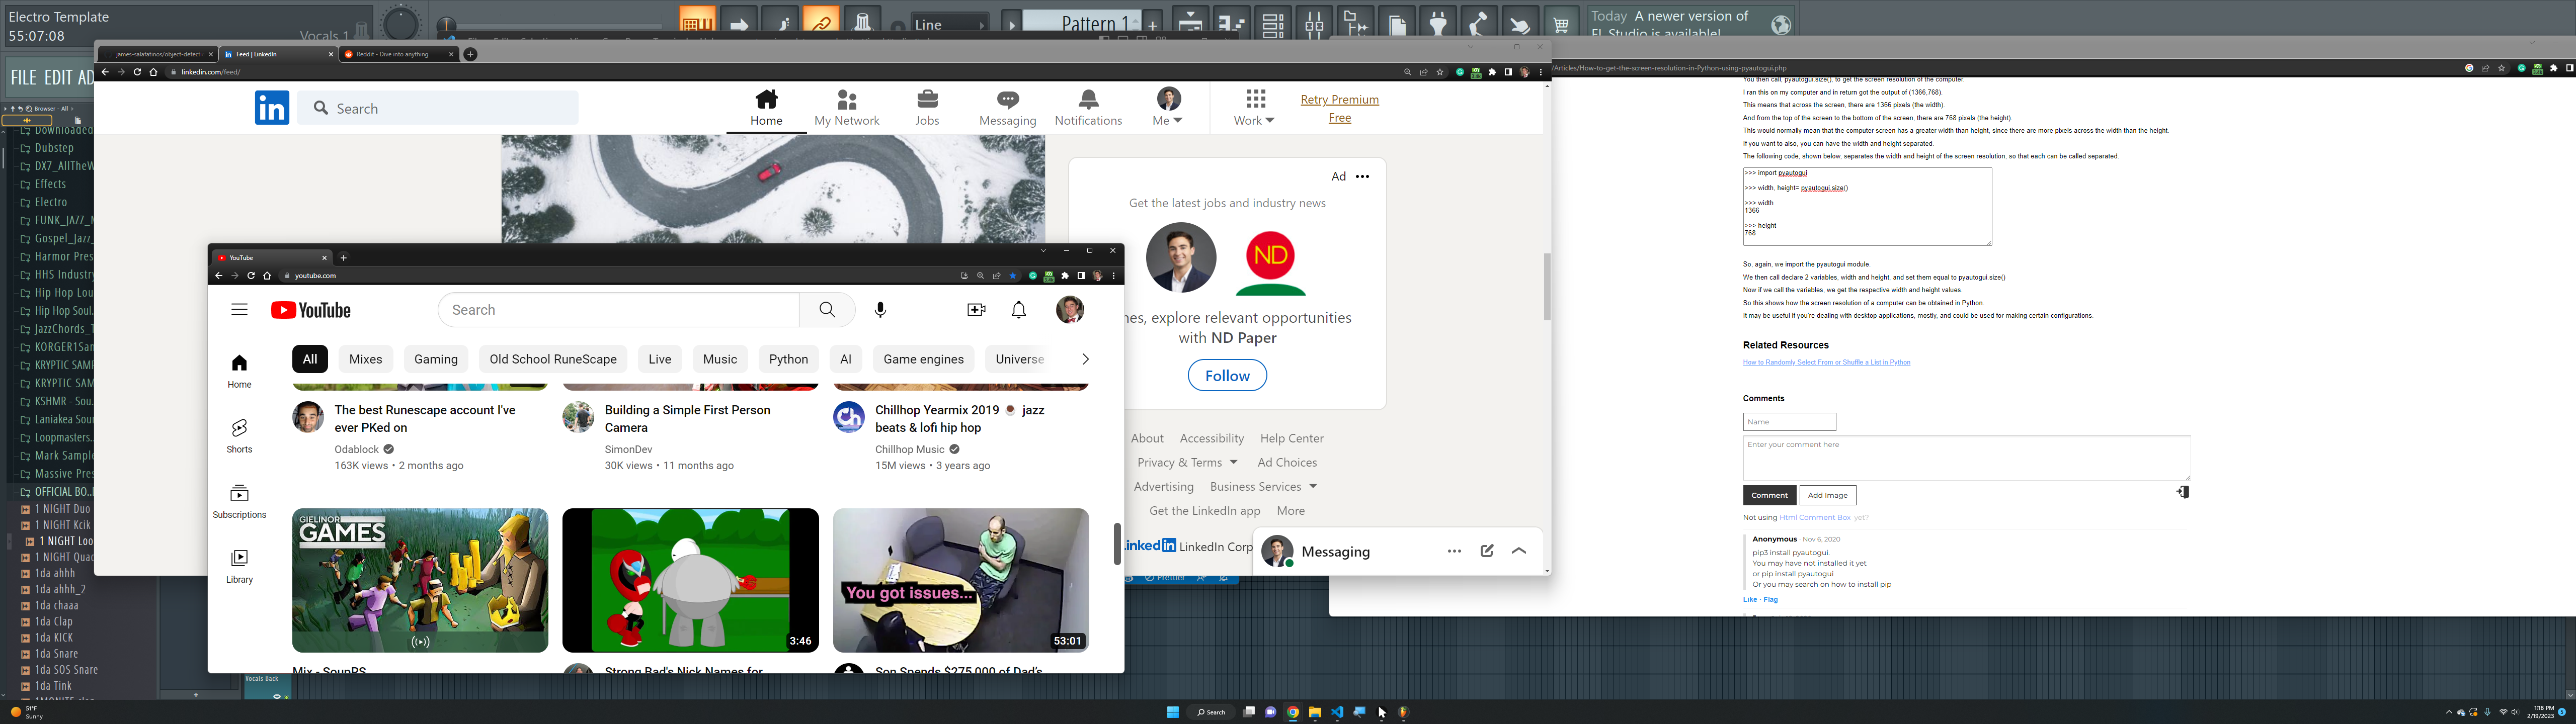 Electro Template
55:07:08
Vocals 1
FILE EDIT AD
Line
Pattern 1
Today A newer version of
FL Studio is available!
Browser - All
Downloaded
Dubstep
DX7_AllTheW
Effects
Electro
FUNK_JAZZ_
Gospel_Jazz_
Harmor Pres
HHS Industry
Hip Hop Lou
Hip Hop Soul.
JazzChords_1
KORGER1San
KRYPTIC SAMP
KRYPTIC SAM
KSHMR - Sou.
Laniakea Soun
Loopmasters.
Mark Sample
Massive Pres
OFFICIAL BO..
1 NIGHT Duo
1 NIGHT Kcik
1 NIGHT Loo
1 NIGHT Quad
1da ahhh
1da ahhh_2
1da chaaa
1da Clap
1da KICK
1da Snare
1da SOS Snare
1da Tink
Vocals Back
james-salafatinos/object-detect
Feed | LinkedIn
Reddit - Dive into anything
linkedin.com/feed/
Search
Home
My Network
Jobs
Messaging
Notifications
Me
Work
Retry Premium
Free
Ad
Get the latest jobs and industry news
ND
nes, explore relevant opportunities
with ND Paper
Follow
About Accessibility Help Center
Privacy & Terms Ad Choices
Advertising Business Services
Get the LinkedIn app More
Linked in LinkedIn Corp
Messaging
Prettier
YouTube
youtube.com
YouTube
Search
All
Mixes
Gaming
Old School RuneScape
Live
Music
Python
AI
Game engines
Universe
Home
Shorts
Subscriptions
Library
The best Runescape account I've
ever PKed on
Odablock
163K views • 2 months ago
Building a Simple First Person
Camera
SimonDev
30K views • 11 months ago
Chillhop Yearmix 2019 jazz
beats & lofi hip hop
Chillhop Music
15M views • 3 years ago
GIELINOR
GAMES
3:46
You got issues...
53:01
Mix - SoupRS
Strong Bad's Nick Names for
Son Spends $275,000 of Dad's
/Articles/How-to-get-the-screen-resolution-in-Python-using-pyautogui.php
You then call, pyautogui.size(), to get the screen resolution of the computer.
I ran this on my computer and in return got the output of (1366,768).
This means that across the screen, there are 1366 pixels (the width).
And from the top of the screen to the bottom of the screen, there are 768 pixels (the height).
This would normally mean that the computer screen has a greater width than height, since there are more pixels across the width than the height.
If you want to also, you can have the width and height separated.
The following code, shown below, separates the width and height of the screen resolution, so that each can be called separated.
>>> import pyautogui
>>> width, height= pyautogui.size()
>>> width
1366
>>> height
768
So, again, we import the pyautogui module.
We then call declare 2 variables, width and height, and set them equal to pyautogui.size()
Now if we call the variables, we get the respective width and height values.
So this shows how the screen resolution of a computer can be obtained in Python.
It may be useful if you're dealing with desktop applications, mostly, and could be used for making certain configurations.
Related Resources
How to Randomly Select From or Shuffle a List in Python
Comments
Name
Enter your comment here
Comment
Add Image
Not using Html Comment Box yet?
Anonymous · Nov 6, 2020
pip3 install pyautogui.
You may have not installed it yet
or pip install pyautogui
Or you may search on how to install pip
Like · Flag
51°F
Sunny
Search
1:18 PM
2/19/2023